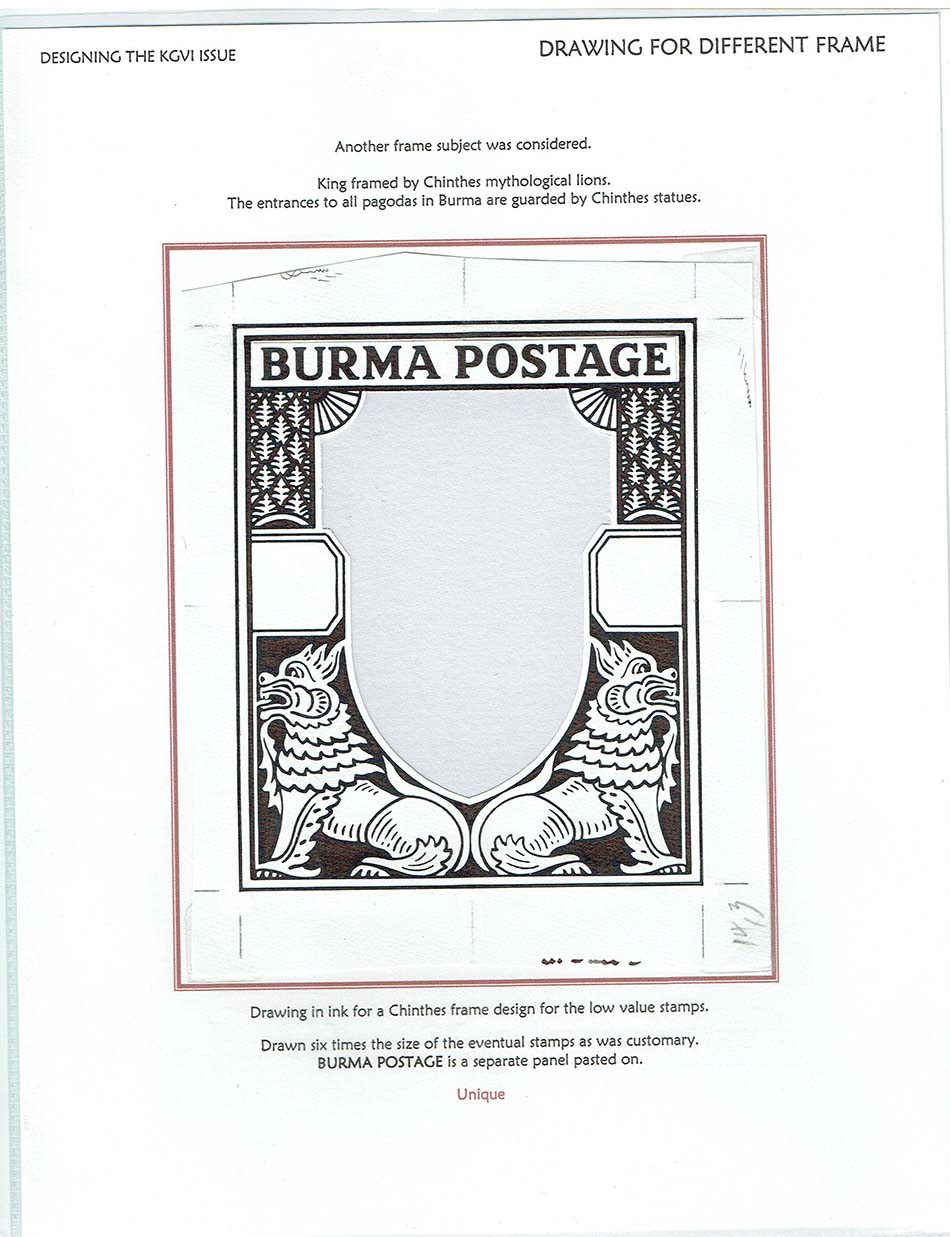 DESIGNING THE KGVI ISSUE
DRAWING FOR DIFFERENT FRAME
Another frame subject was considered.
King framed by Chinthes mythological lions.
The entrances to all pagodas in Burma are guarded by Chinthes statues.
BURMA POSTAGE
14,3
Drawing in ink for a Chinthes frame design for the low value stamps.
Drawn six times the size of the eventual stamps as was customary.
BURMA POSTAGE is a separate panel pasted on.
Unique